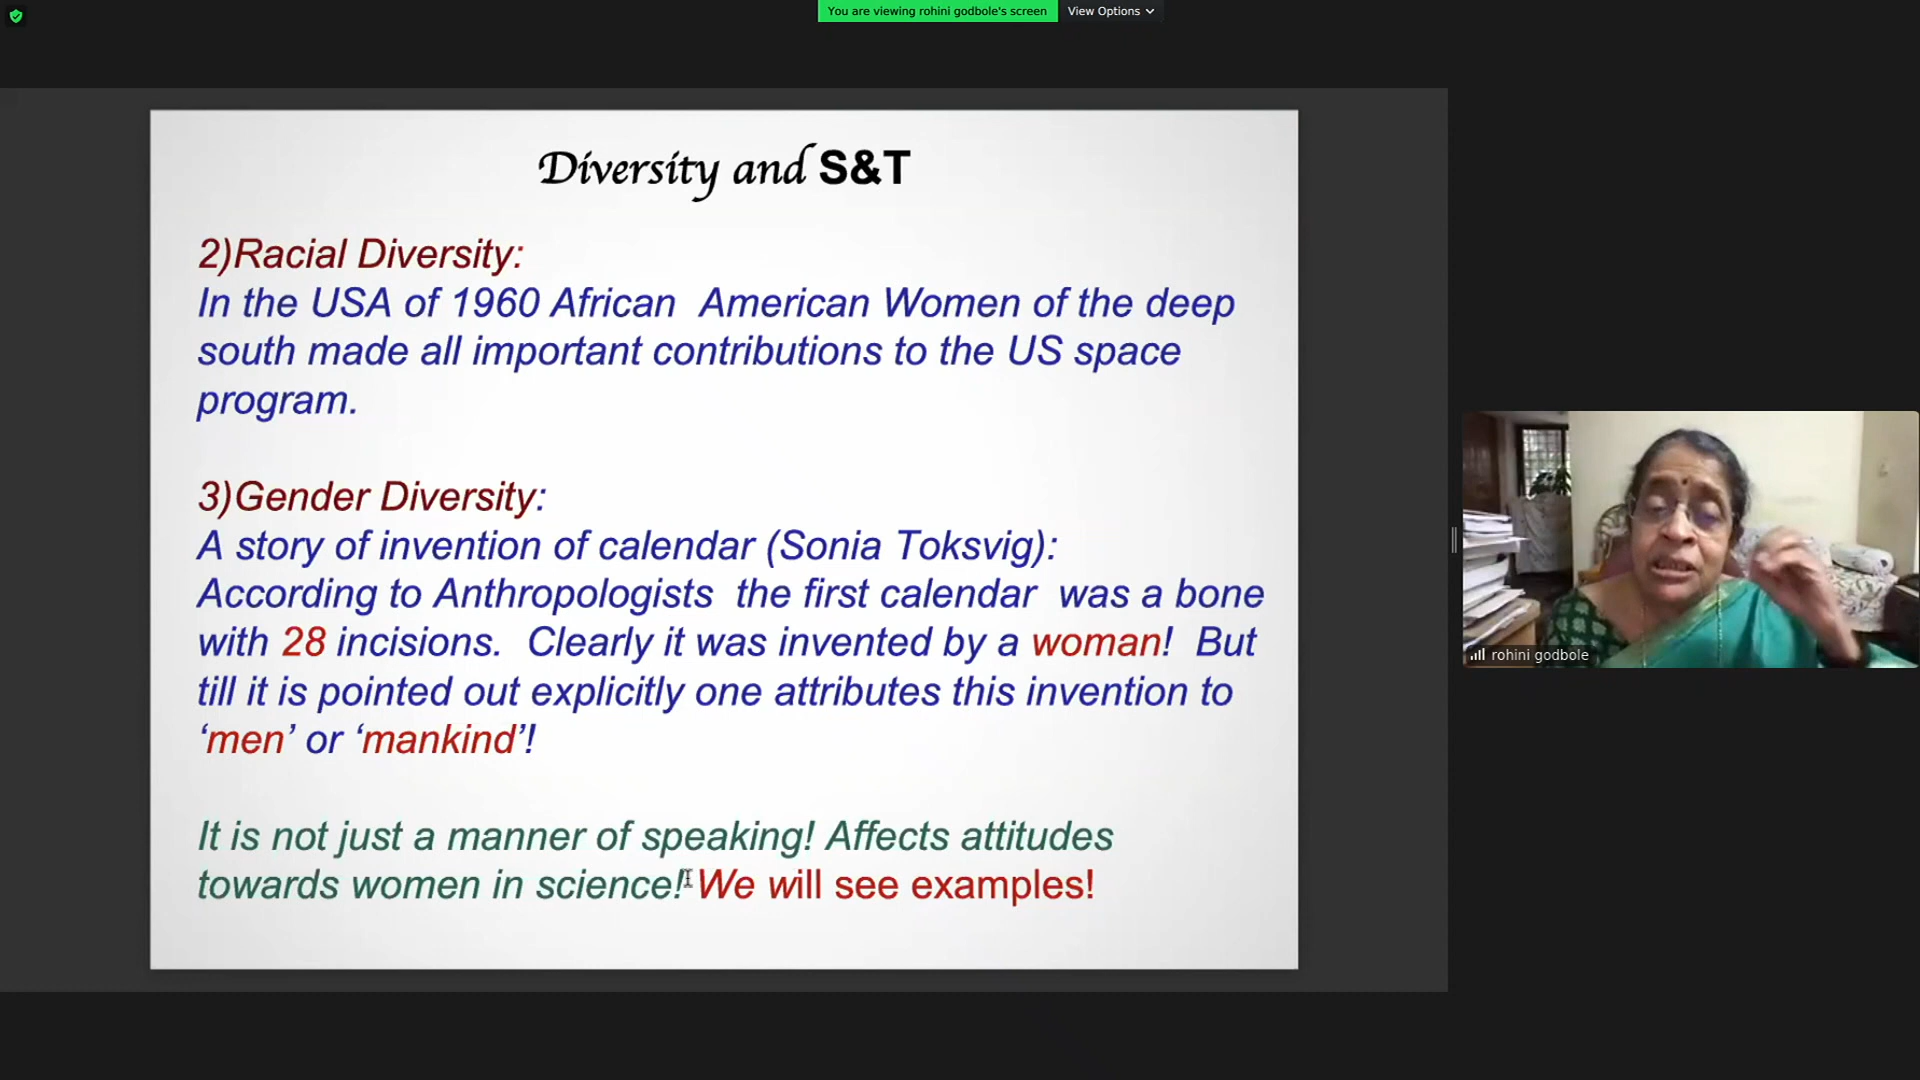 You are viewing rohini godbole's screen
View Options
Diversity and S&T
2)Racial Diversity:
In the USA of 1960 African American Women of the deep
south made all important contributions to the US space
program.
3)Gender Diversity:
A story of invention of calendar (Sonia Toksvig):
According to Anthropologists the first calendar was a bone
with 28 incisions. Clearly it was invented by a woman! But
till it is pointed out explicitly one attributes this invention to
‘men’ or ‘mankind’!
It is not just a manner of speaking! Affects attitudes
towards women in science! We will see examples!
rohini godbole